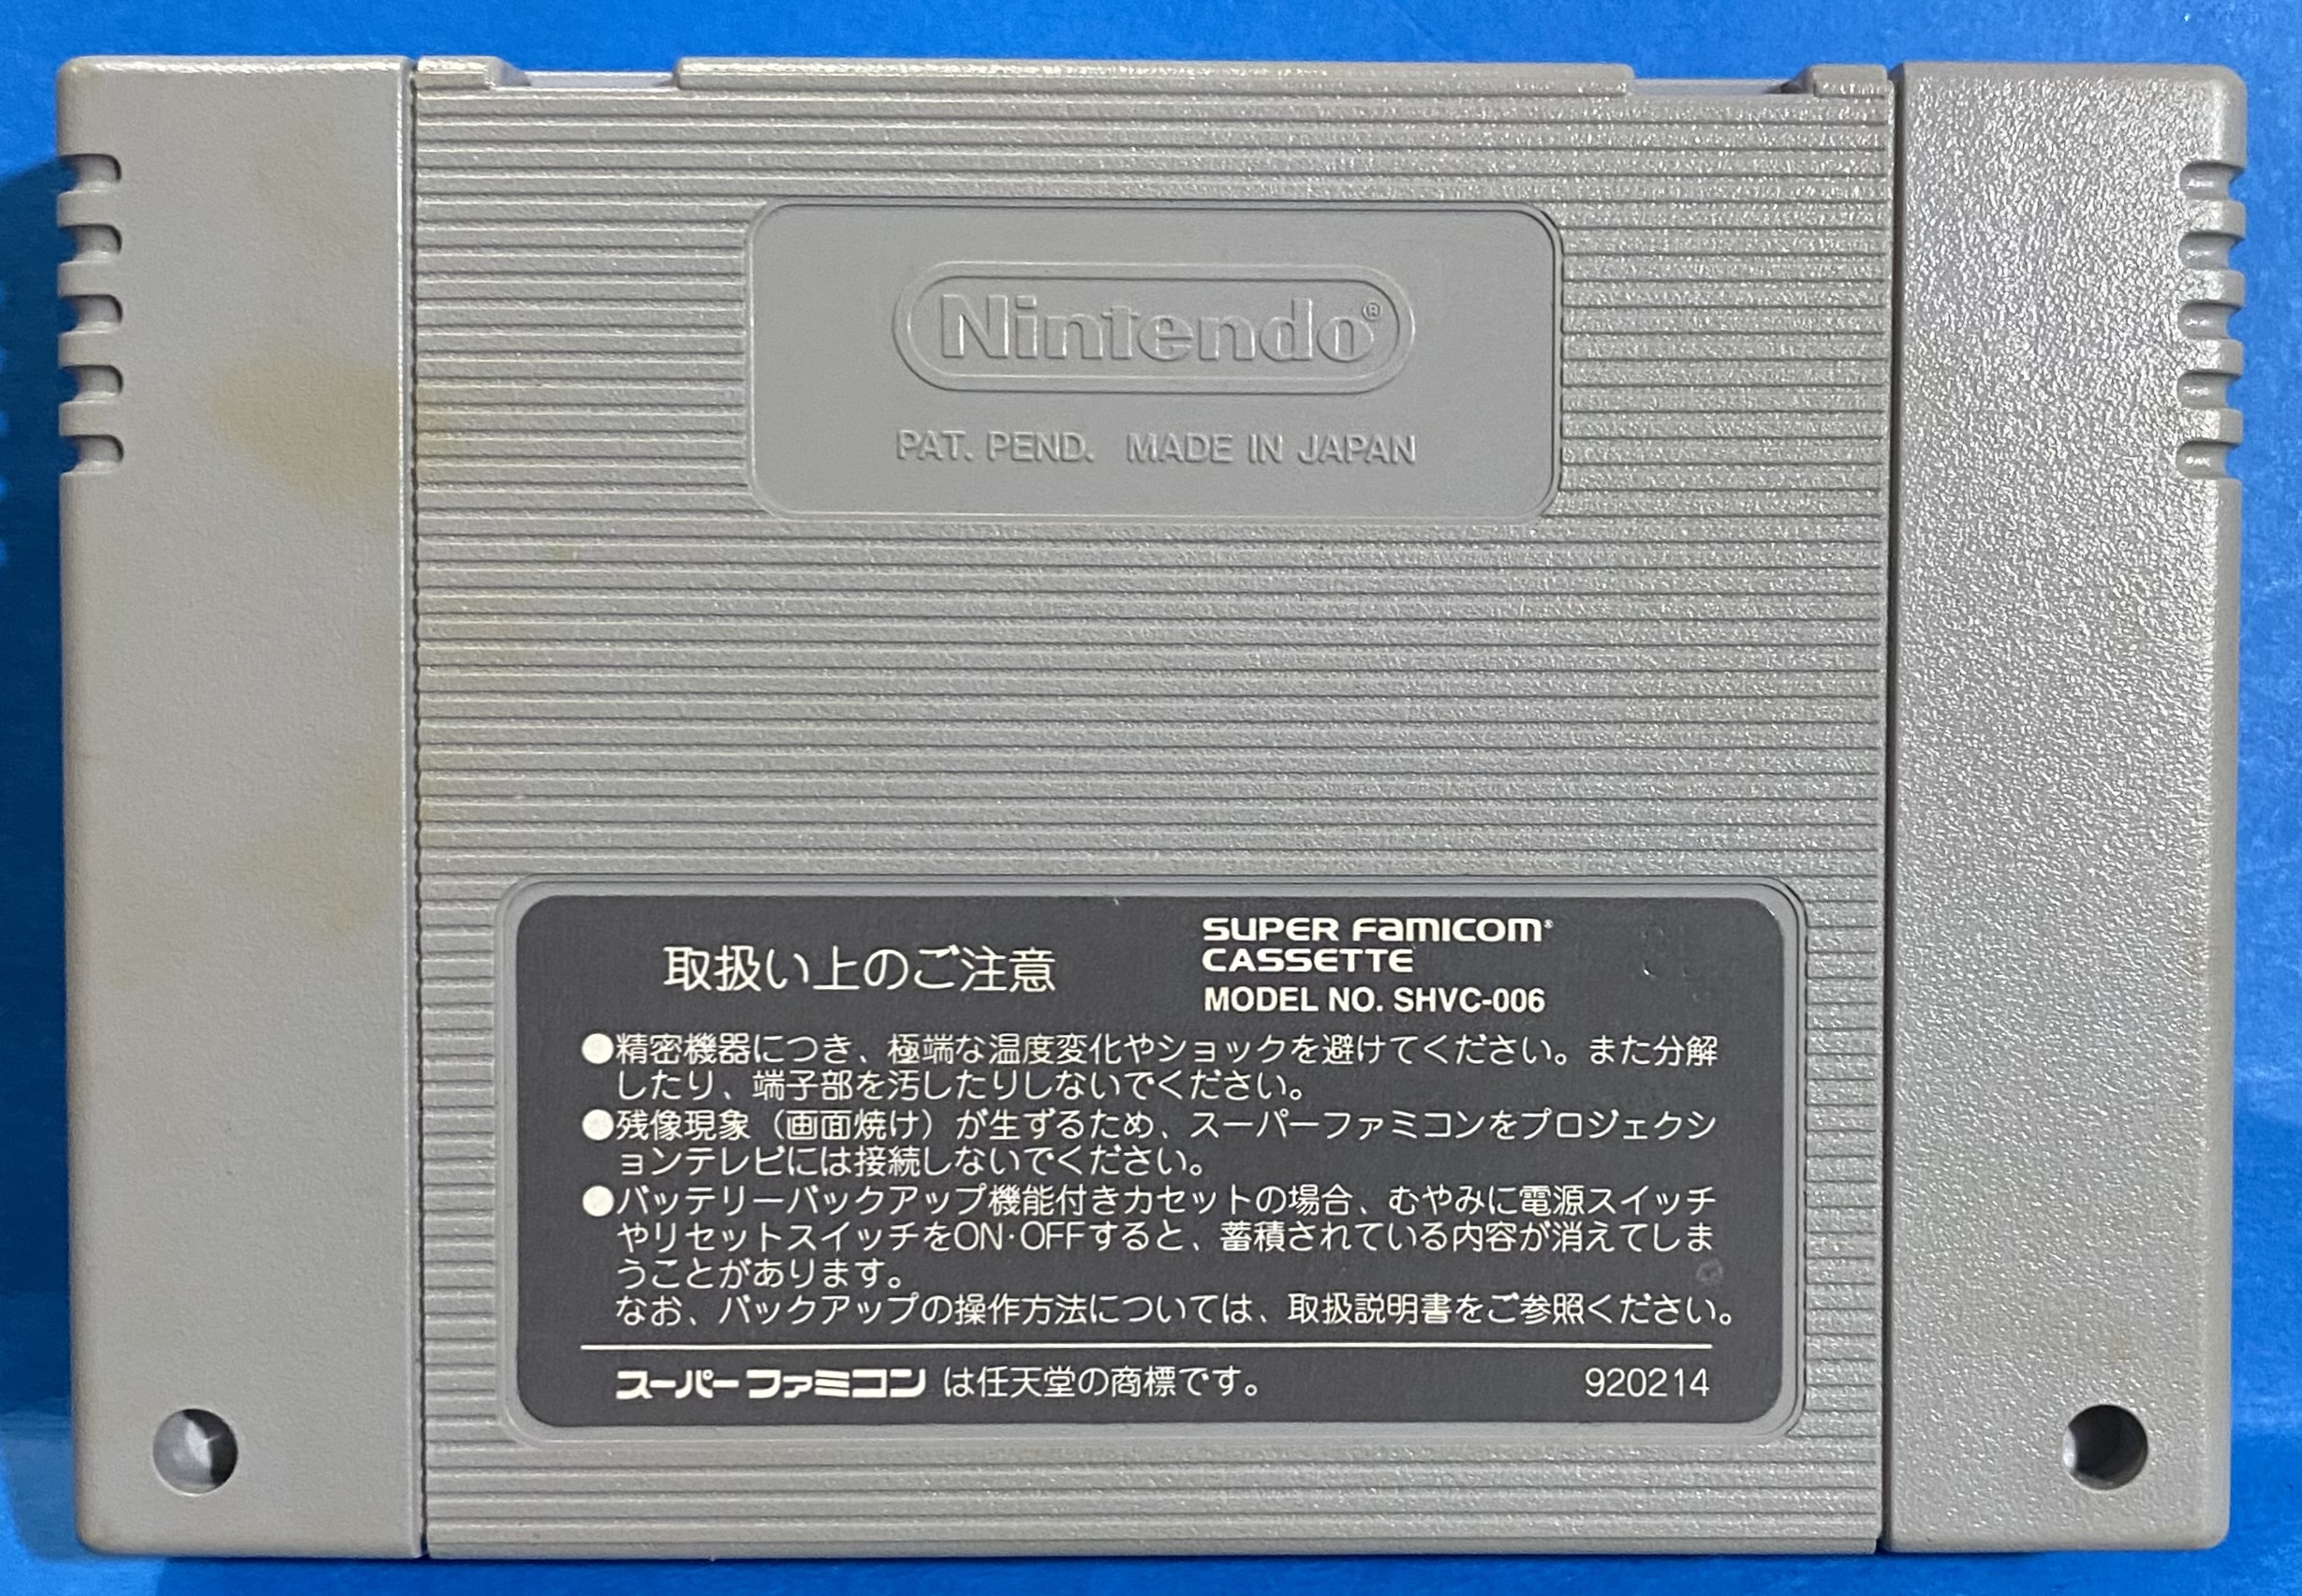 Nintendo®
PAT. PEND. MADE IN JAPAN
取扱い上のご注意
SUPER FAMICOM®
CASSETTE
MODEL NO. SHVC-006
●精密機器につき、極端な温度変化やショックを避けてください。また分解
したり、端子部を汚したりしないでください。
●残像現象（画面焼け）が生ずるため、スーパーファミコンをプロジェクシ
ョンテレビには接続しないでください。
●バッテリーバックアップ機能付きカセットの場合、むやみに電源スイッチ
やリセットスイッチをON·OFFすると、蓄積されている内容が消えてしま
うことがあります。
なお、バックアップの操作方法については、取扱説明書をご参照ください。
スーパーファミコン は任天堂の商標です。
920214